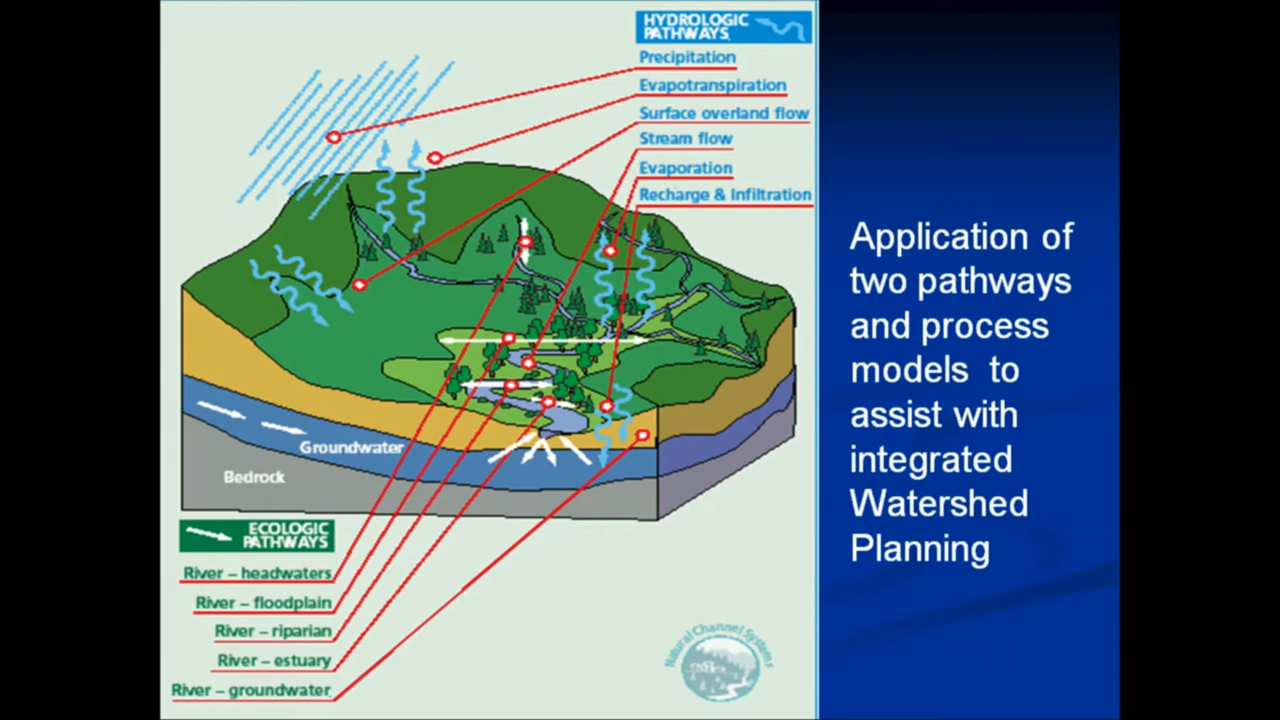 HYDROLOGIC
PATHWAYS
Precipitation
Evapotranspiration
Surface overland flow
Stream flow
Evaporation
Recharge & Infiltration
Groundwater
Bedrock
ECOLOGIC
PATHWAYS
River – headwaters
River – floodplain
River – riparian
River – estuary
River – groundwater
Natural Channel Systems
Application of
two pathways
and process
models to
assist with
integrated
Watershed
Planning